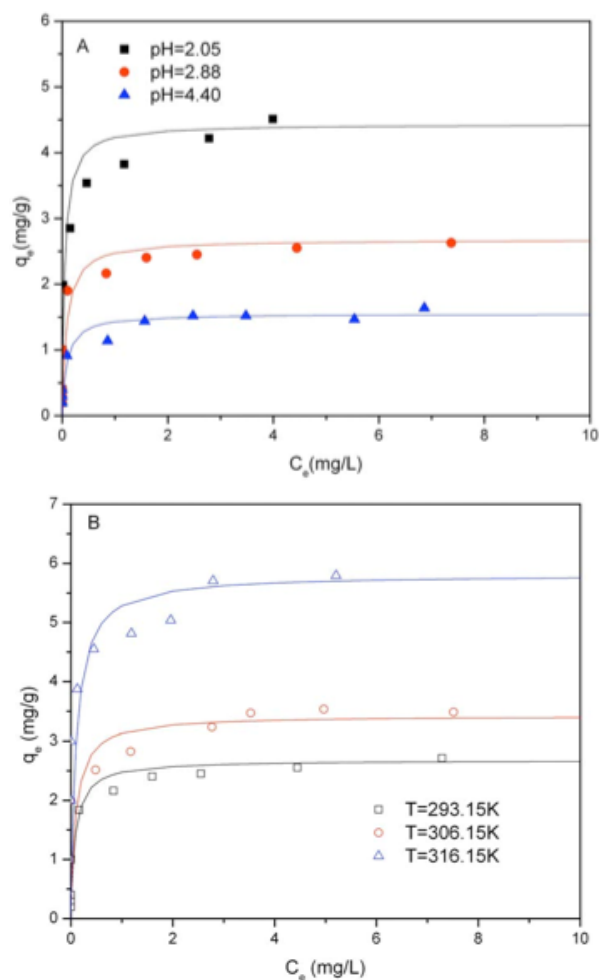 A
pH=2.05
pH=2.88
pH=4.40
6
5
4
3
2
1
0
qe(mg/g)
0 2 4 6 8 10
Ce(mg/L)
B
7
6
5
4
3
2
1
0
qe (mg/g)
T=293.15K
T=306.15K
T=316.15K
0 2 4 6 8 10
Ce (mg/L)